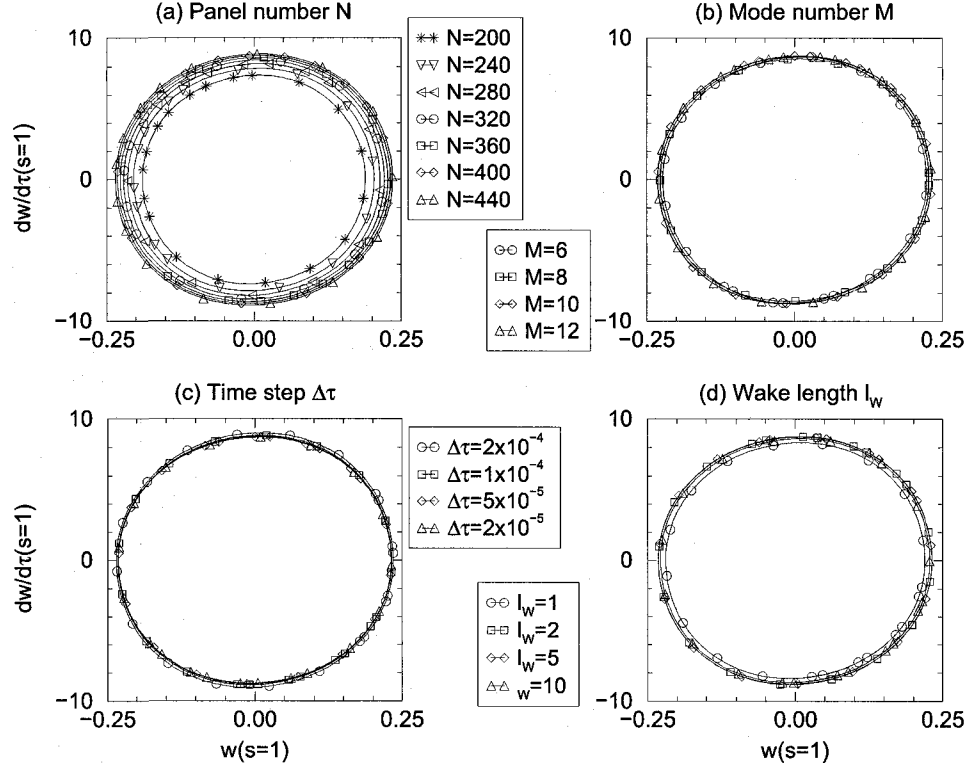 (a) Panel number N
(b) Mode number M
10
0
−10
dw/dτ(s=1)
−0.25
0.00
0.25
N=200
N=240
N=280
N=320
N=360
N=400
N=440
10
0
−10
−0.25
0.00
0.25
M=6
M=8
M=10
M=12
(c) Time step Δτ
(d) Wake length l_w
10
0
−10
dw/dτ(s=1)
−0.25
0.00
0.25
w(s=1)
Δτ=2x10⁻⁴
Δτ=1x10⁻⁴
Δτ=5x10⁻⁵
Δτ=2x10⁻⁵
10
0
−10
−0.25
0.00
0.25
w(s=1)
l_w=1
l_w=2
l_w=5
w=10